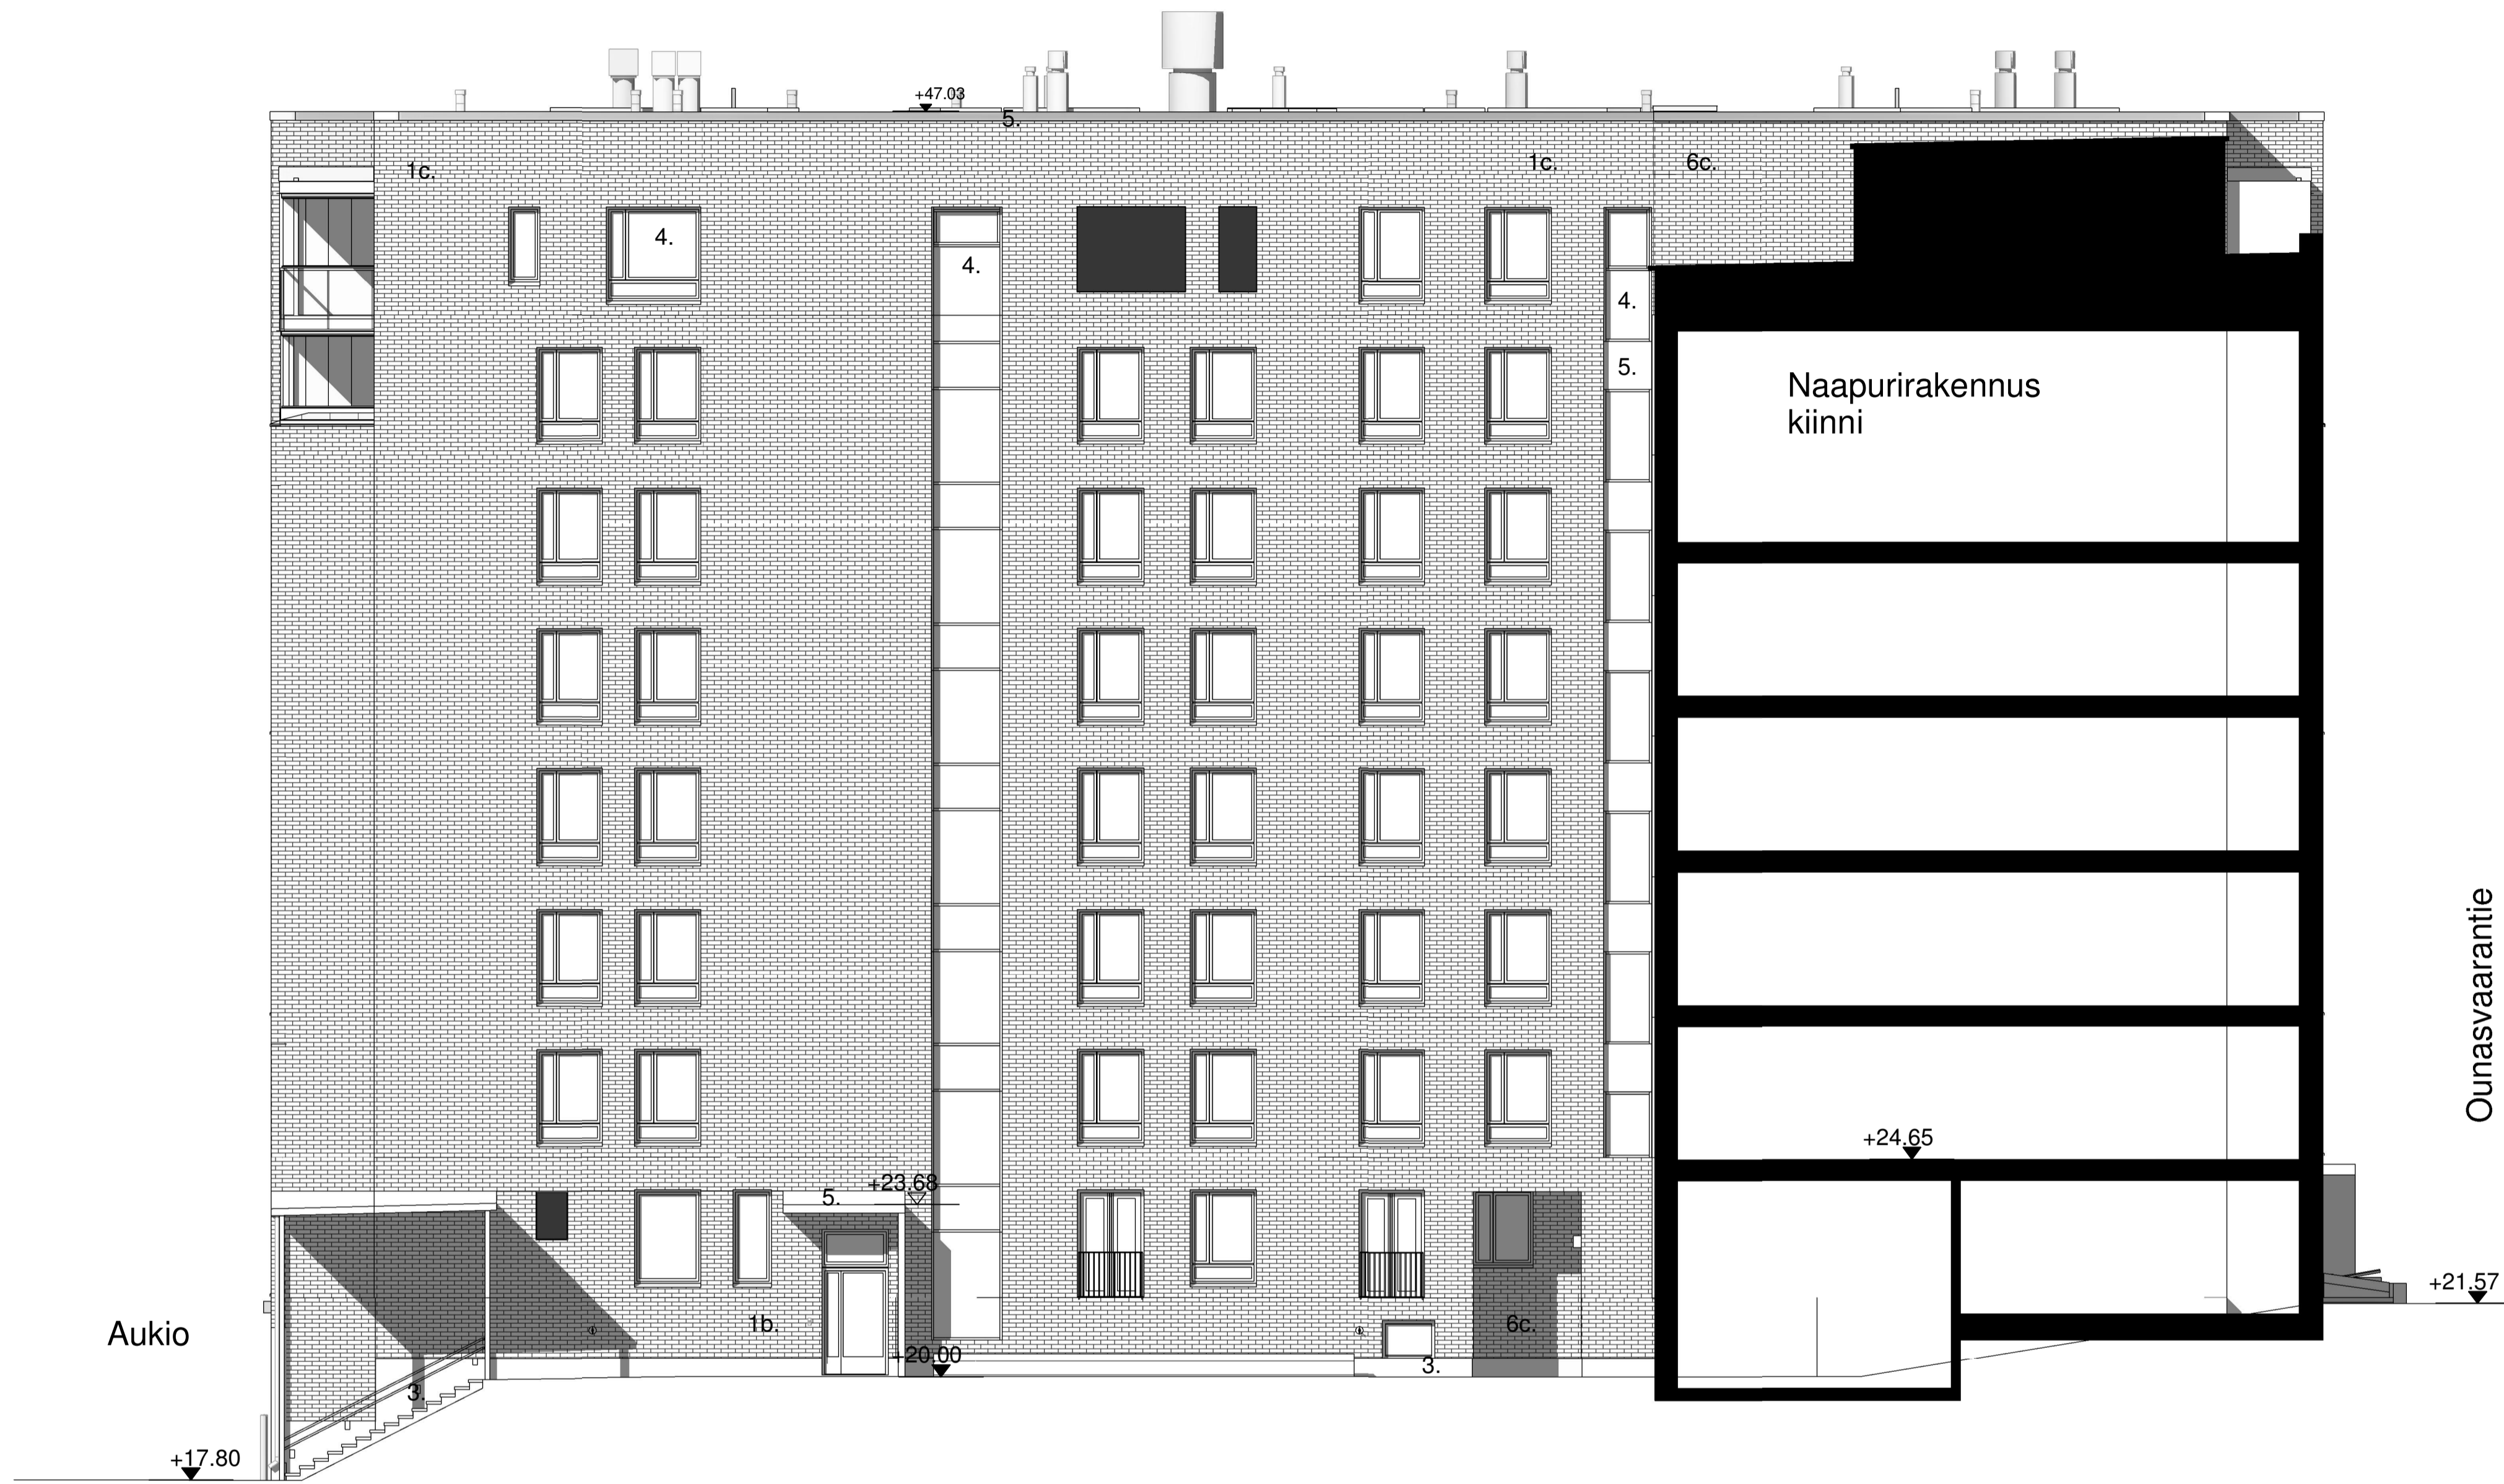 +47.03
5.
1c.
1c.
6c.
4.
4.
4.
5.
Naapurirakennus
kiinni
Ounasvaarantie
+24.65
+23.68
5.
+21.57
1b.
6c.
Aukio
+20.00
3.
3.
+17.80